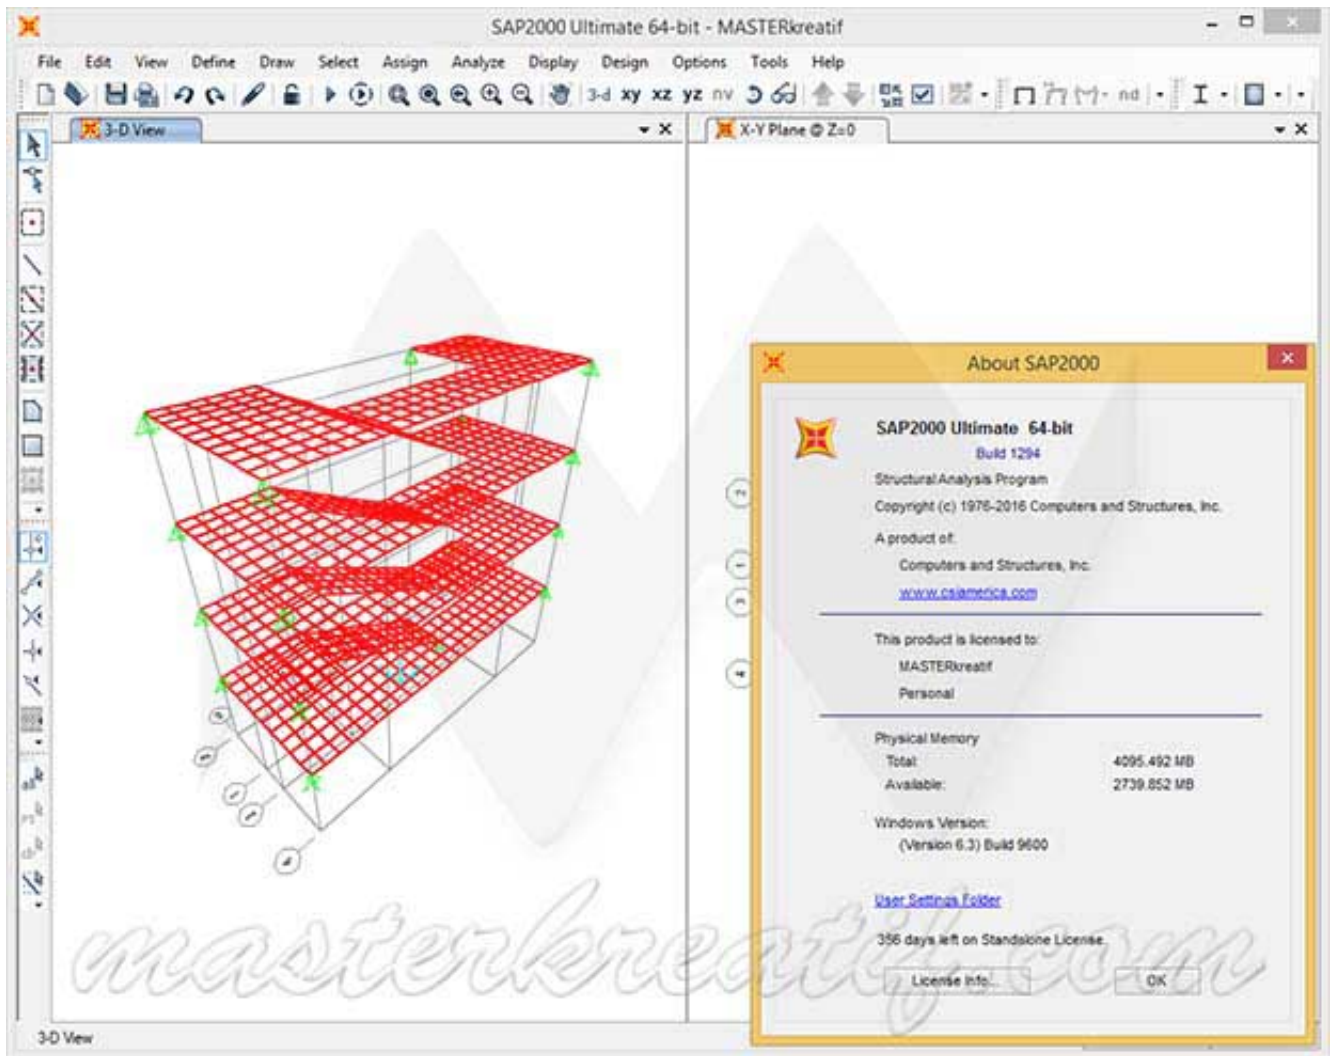 SAP2000 Ultimate 64-bit - MASTERkreatif
File Edit View Define Draw Select Assign Analyze Display Design Options Tools Help
3-d xy xz yz nv nd
3-D View
X-Y Plane @ Z=0
About SAP2000
SAP2000 Ultimate 64-bit
Build 1294
Structural Analysis Program
Copyright (c) 1976-2016 Computers and Structures, Inc.
A product of:
Computers and Structures, Inc.
www.csiamerica.com
This product is licensed to:
MASTERkreatif
Personal
Physical Memory
Total: 4095.492 MB
Available: 2739.852 MB
Windows Version:
(Version 6.3) Build 9600
User Settings Folder
356 days left on Standalone License.
License Info... OK
2
1
3
4
masterkreatif.com
3-D View